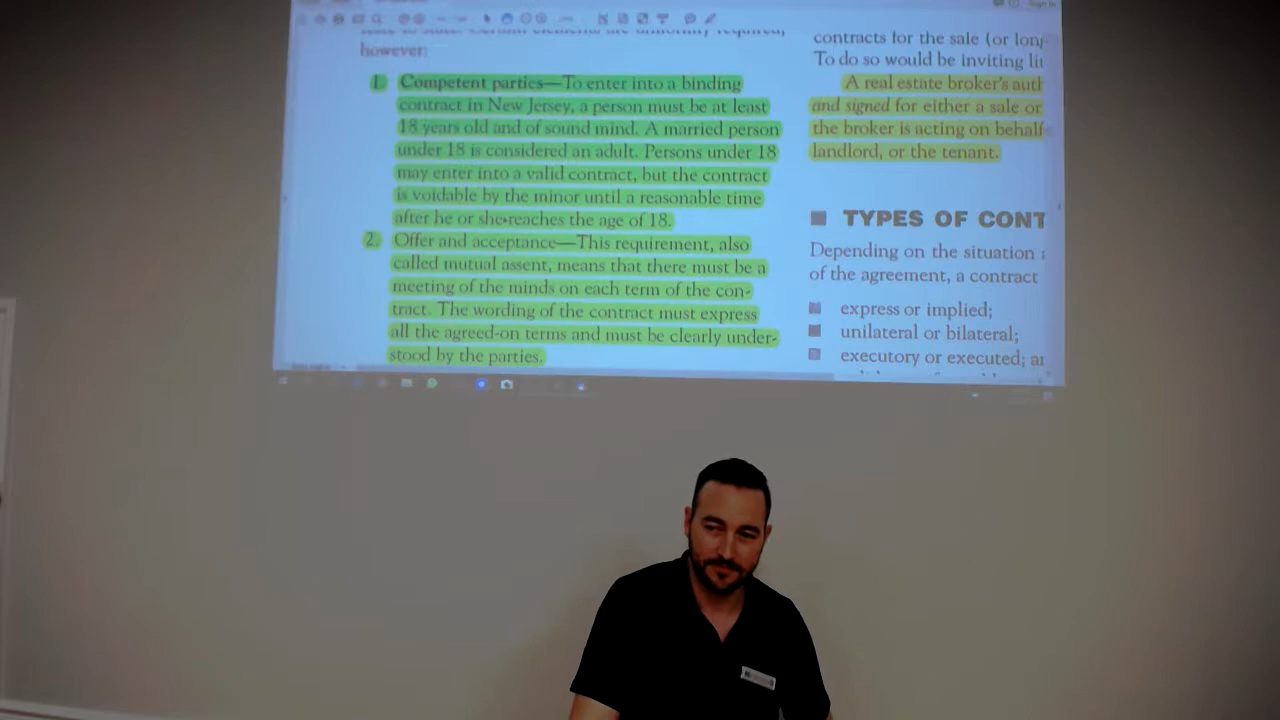 however:
1. Competent parties—To enter into a binding
contract in New Jersey, a person must be at least
18 years old and of sound mind. A married person
under 18 is considered an adult. Persons under 18
may enter into a valid contract, but the contract
is voidable by the minor until a reasonable time
after he or she reaches the age of 18.
2. Offer and acceptance—This requirement, also
called mutual assent, means that there must be a
meeting of the minds on each term of the con-
tract. The wording of the contract must express
all the agreed-on terms and must be clearly under-
stood by the parties.
Sign In
contracts for the sale (or long-
To do so would be inviting lit
A real estate broker's auth
and signed for either a sale or
the broker is acting on behalf
landlord, or the tenant.
■ TYPES OF CONT
Depending on the situation
of the agreement, a contract
■ express or implied;
■ unilateral or bilateral;
■ executory or executed; an